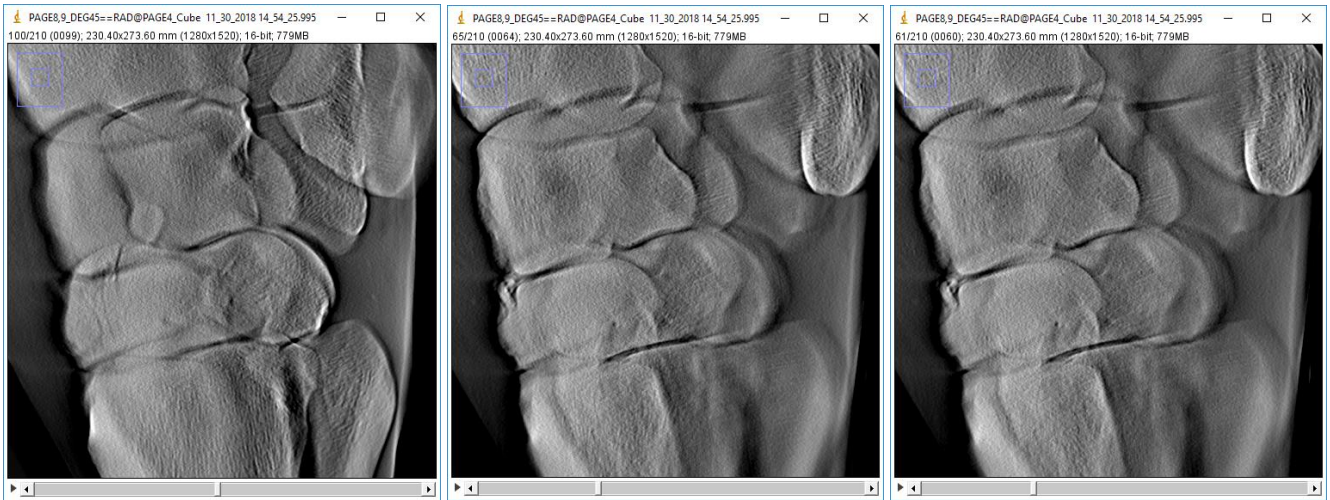 PAGE8,9_DEG45==RAD@PAGE4_Cube 11_30_2018 14_54_25.995
100/210 (0099); 230.40x273.60 mm (1280x1520); 16-bit; 779MB
PAGE8,9_DEG45==RAD@PAGE4_Cube 11_30_2018 14_54_25.995
65/210 (0064); 230.40x273.60 mm (1280x1520); 16-bit; 779MB
PAGE8,9_DEG45==RAD@PAGE4_Cube 11_30_2018 14_54_25.995
61/210 (0060); 230.40x273.60 mm (1280x1520); 16-bit; 779MB